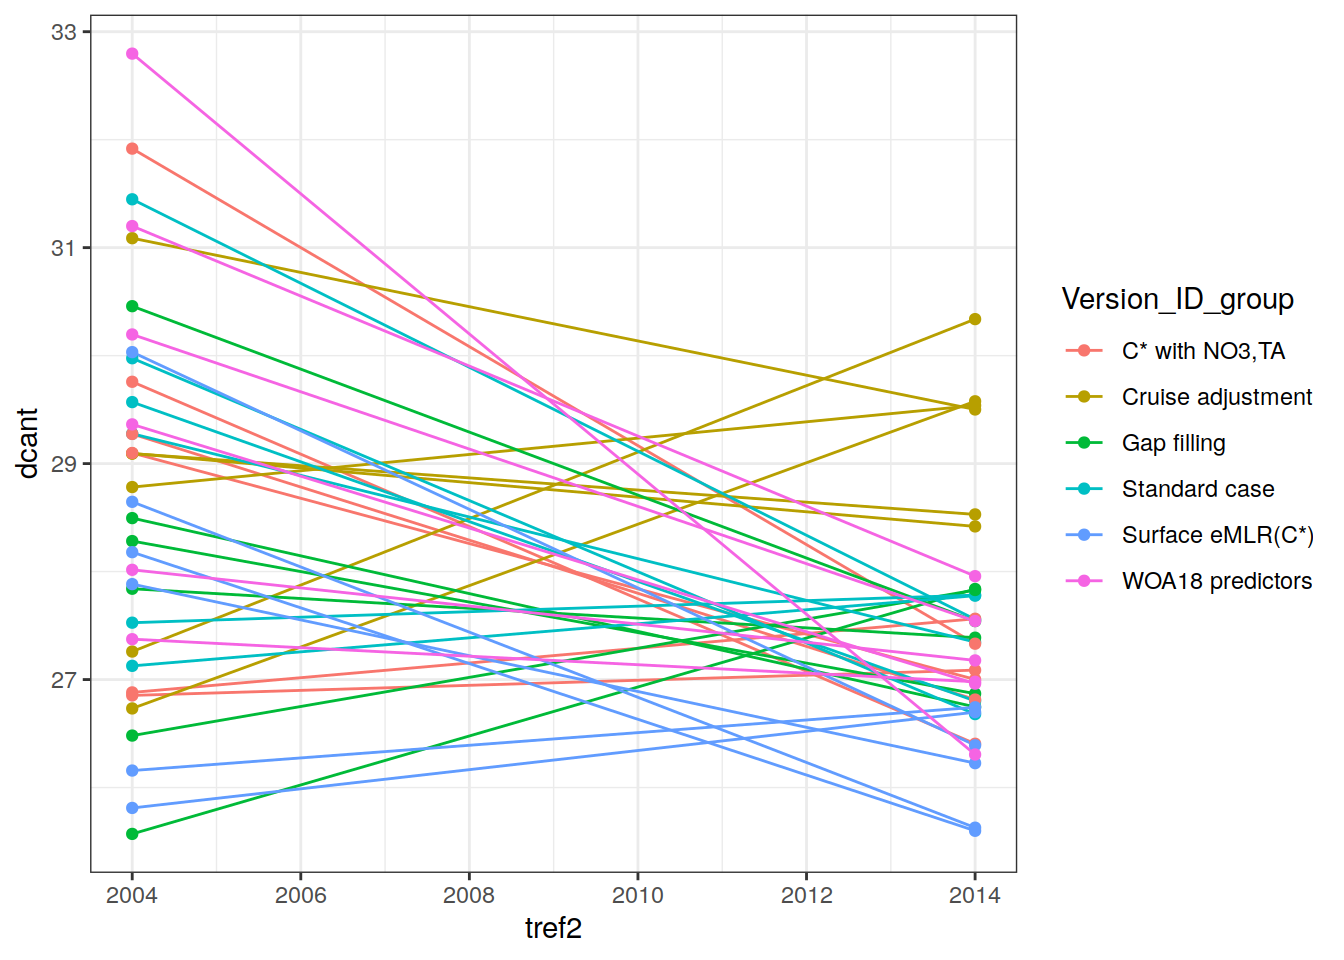 33
31
29
27
dcant
2004 2006 2008 2010 2012 2014
tref2
Version_ID_group
C* with NO3,TA
Cruise adjustment
Gap filling
Standard case
Surface eMLR(C*)
WOA18 predictors